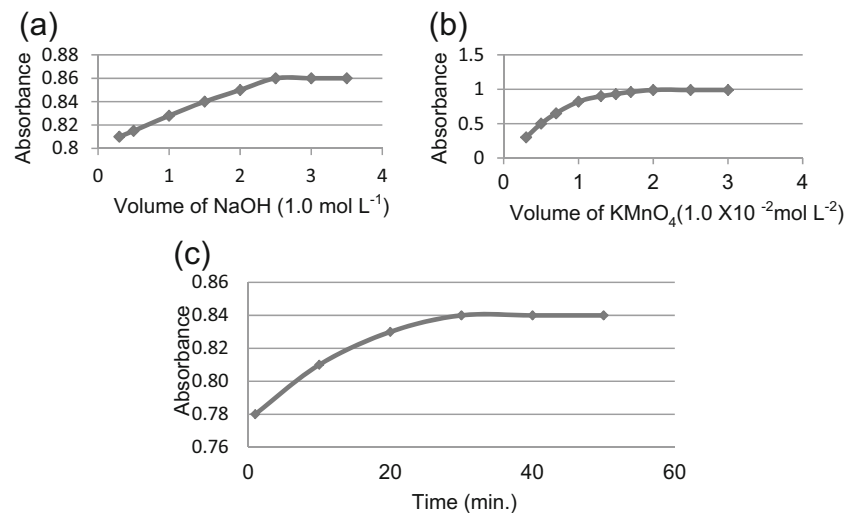 (a)
0.88
0.86
0.84
0.82
0.8
Absorbance
0 1 2 3 4
Volume of NaOH (1.0 mol L⁻¹)
(b)
1.5
1
0.5
0
Absorbance
0 1 2 3 4
Volume of KMnO₄(1.0 X10 ⁻²mol L⁻²)
(c)
0.86
0.84
0.82
0.80
0.78
0.76
Absorbance
0 20 40 60
Time (min.)